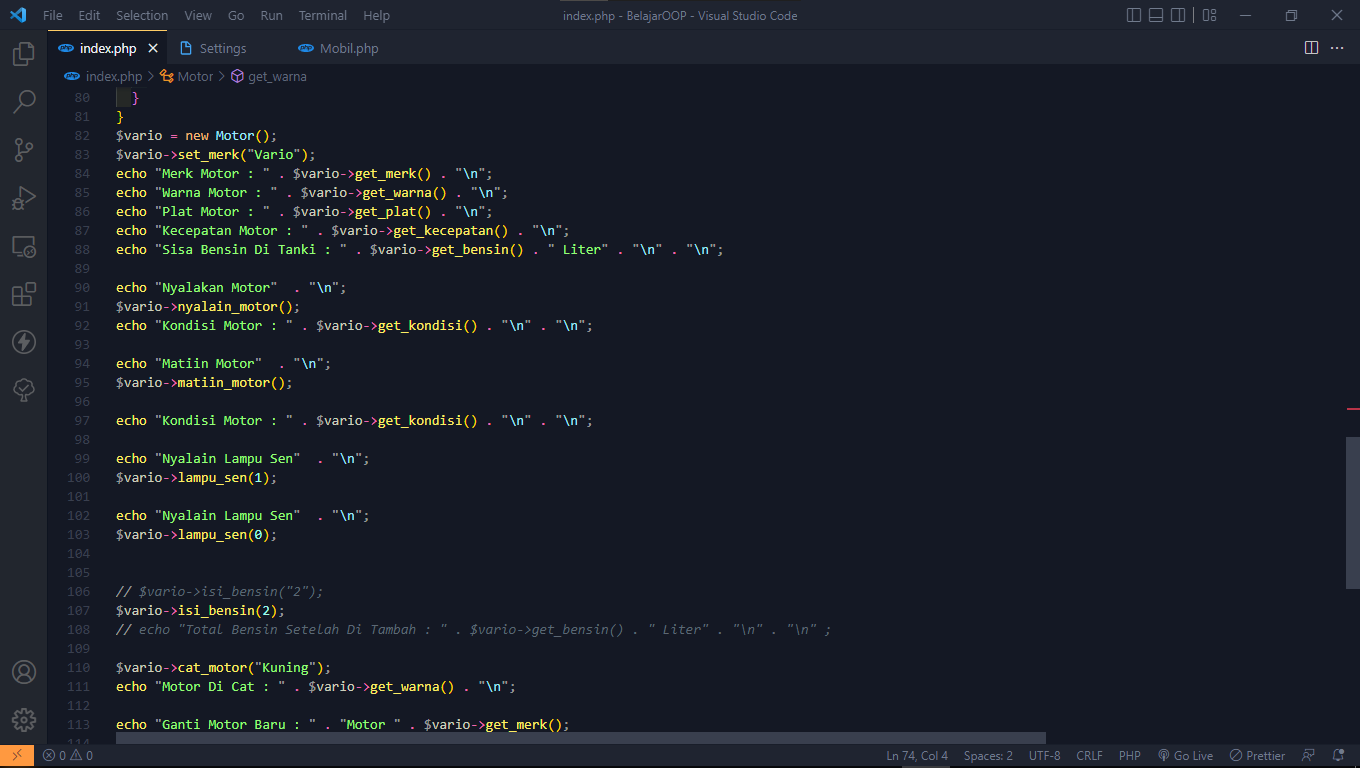 File Edit Selection View Go Run Terminal Help index.php - BelajarOOP - Visual Studio Code
index.php Settings Mobil.php
index.php > Motor > get_warna
80 }
81 }
82 $vario = new Motor();
83 $vario->set_merk("Vario");
84 echo "Merk Motor : " . $vario->get_merk() . "\n";
85 echo "Warna Motor : " . $vario->get_warna() . "\n";
86 echo "Plat Motor : " . $vario->get_plat() . "\n";
87 echo "Kecepatan Motor : " . $vario->get_kecepatan() . "\n";
88 echo "Sisa Bensin Di Tanki : " . $vario->get_bensin() . " Liter" . "\n" . "\n";
89
90 echo "Nyalakan Motor"  . "\n";
91 $vario->nyalain_motor();
92 echo "Kondisi Motor : " . $vario->get_kondisi() . "\n" . "\n";
93
94 echo "Matiin Motor"  . "\n";
95 $vario->matiin_motor();
96
97 echo "Kondisi Motor : " . $vario->get_kondisi() . "\n" . "\n";
98
99 echo "Nyalain Lampu Sen"  . "\n";
100 $vario->lampu_sen(1);
101
102 echo "Nyalain Lampu Sen"  . "\n";
103 $vario->lampu_sen(0);
104
105
106 // $vario->isi_bensin("2");
107 $vario->isi_bensin(2);
108 // echo "Total Bensin Setelah Di Tambah : " . $vario->get_bensin() . " Liter" . "\n" . "\n" ;
109
110 $vario->cat_motor("Kuning");
111 echo "Motor Di Cat : " . $vario->get_warna() . "\n";
112
113 echo "Ganti Motor Baru : " . "Motor " . $vario->get_merk();
114
0 0 Ln 74, Col 4 Spaces: 2 UTF-8 CRLF PHP Go Live Prettier